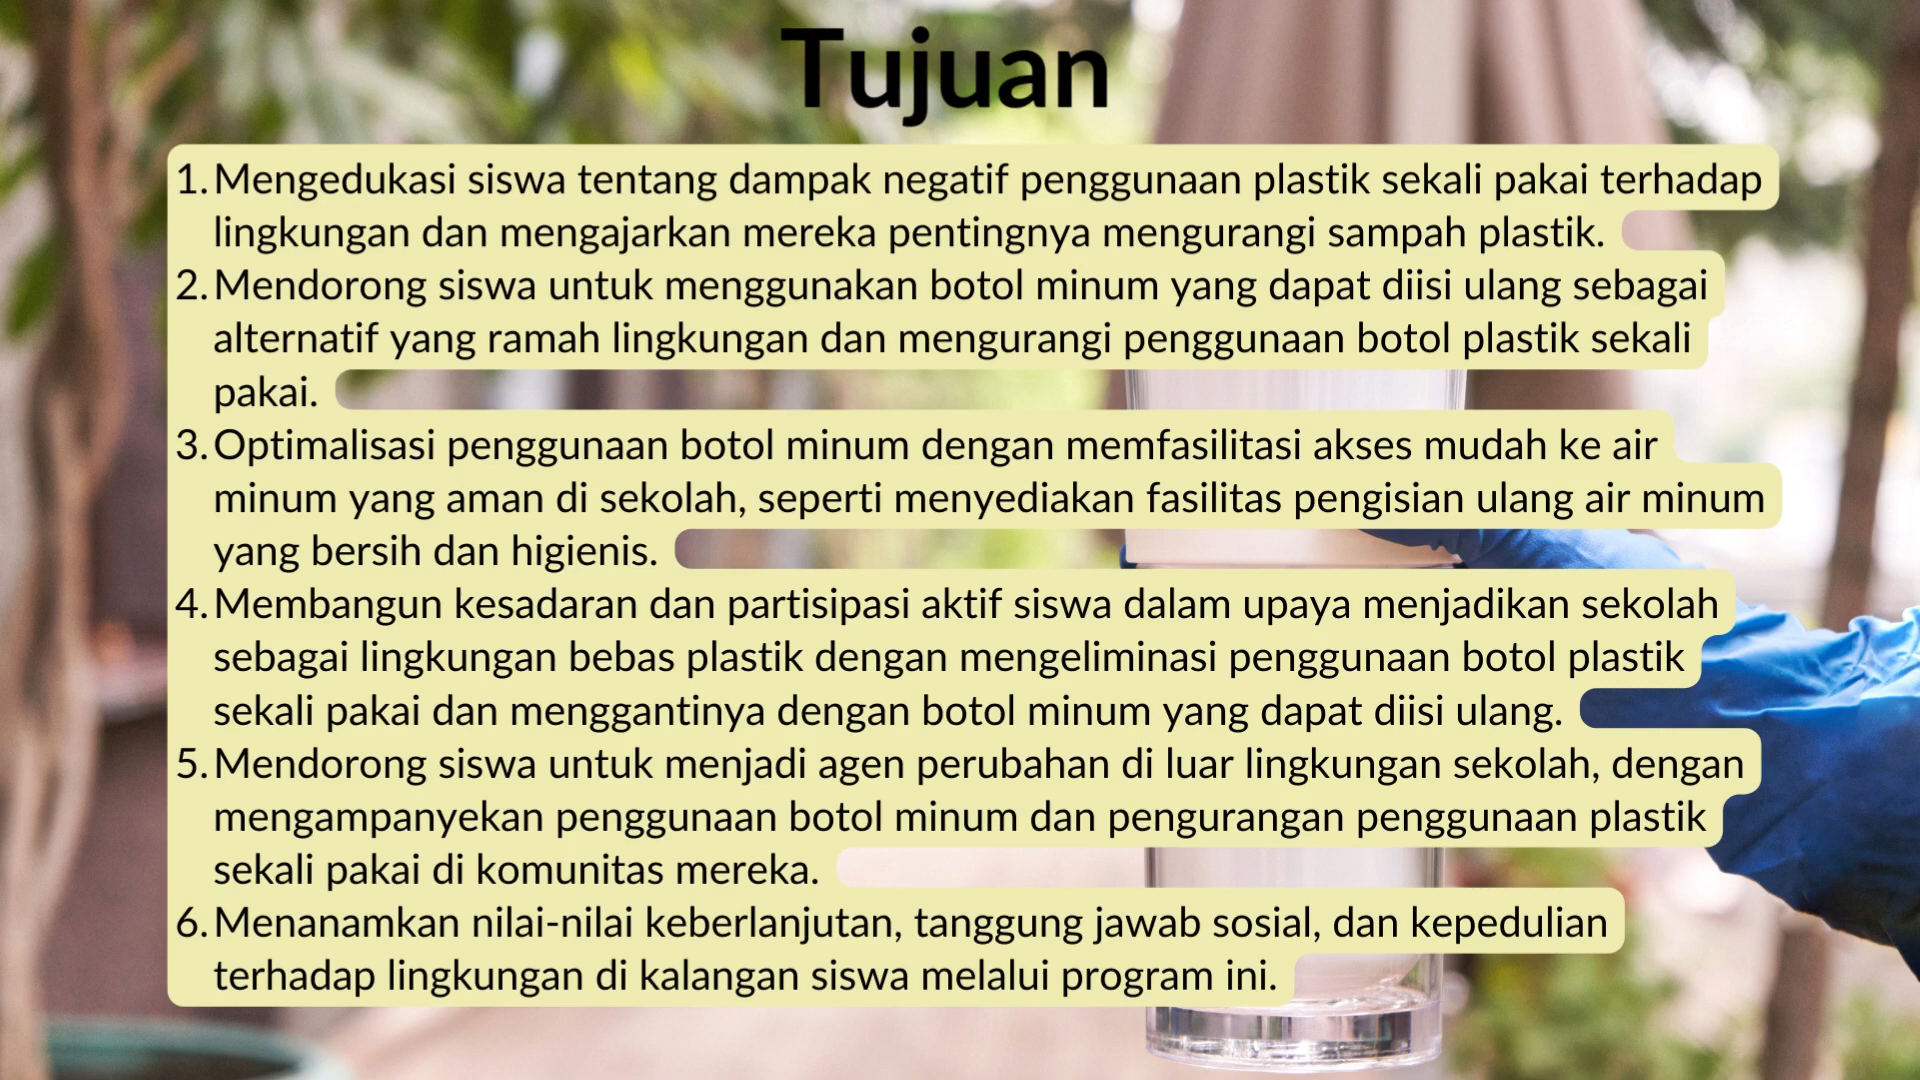 Tujuan
1. Mengedukasi siswa tentang dampak negatif penggunaan plastik sekali pakai terhadap
lingkungan dan mengajarkan mereka pentingnya mengurangi sampah plastik.
2. Mendorong siswa untuk menggunakan botol minum yang dapat diisi ulang sebagai
alternatif yang ramah lingkungan dan mengurangi penggunaan botol plastik sekali
pakai.
3. Optimalisasi penggunaan botol minum dengan memfasilitasi akses mudah ke air
minum yang aman di sekolah, seperti menyediakan fasilitas pengisian ulang air minum
yang bersih dan higienis.
4. Membangun kesadaran dan partisipasi aktif siswa dalam upaya menjadikan sekolah
sebagai lingkungan bebas plastik dengan mengeliminasi penggunaan botol plastik
sekali pakai dan menggantinya dengan botol minum yang dapat diisi ulang.
5. Mendorong siswa untuk menjadi agen perubahan di luar lingkungan sekolah, dengan
mengampanyekan penggunaan botol minum dan pengurangan penggunaan plastik
sekali pakai di komunitas mereka.
6. Menanamkan nilai-nilai keberlanjutan, tanggung jawab sosial, dan kepedulian
terhadap lingkungan di kalangan siswa melalui program ini.